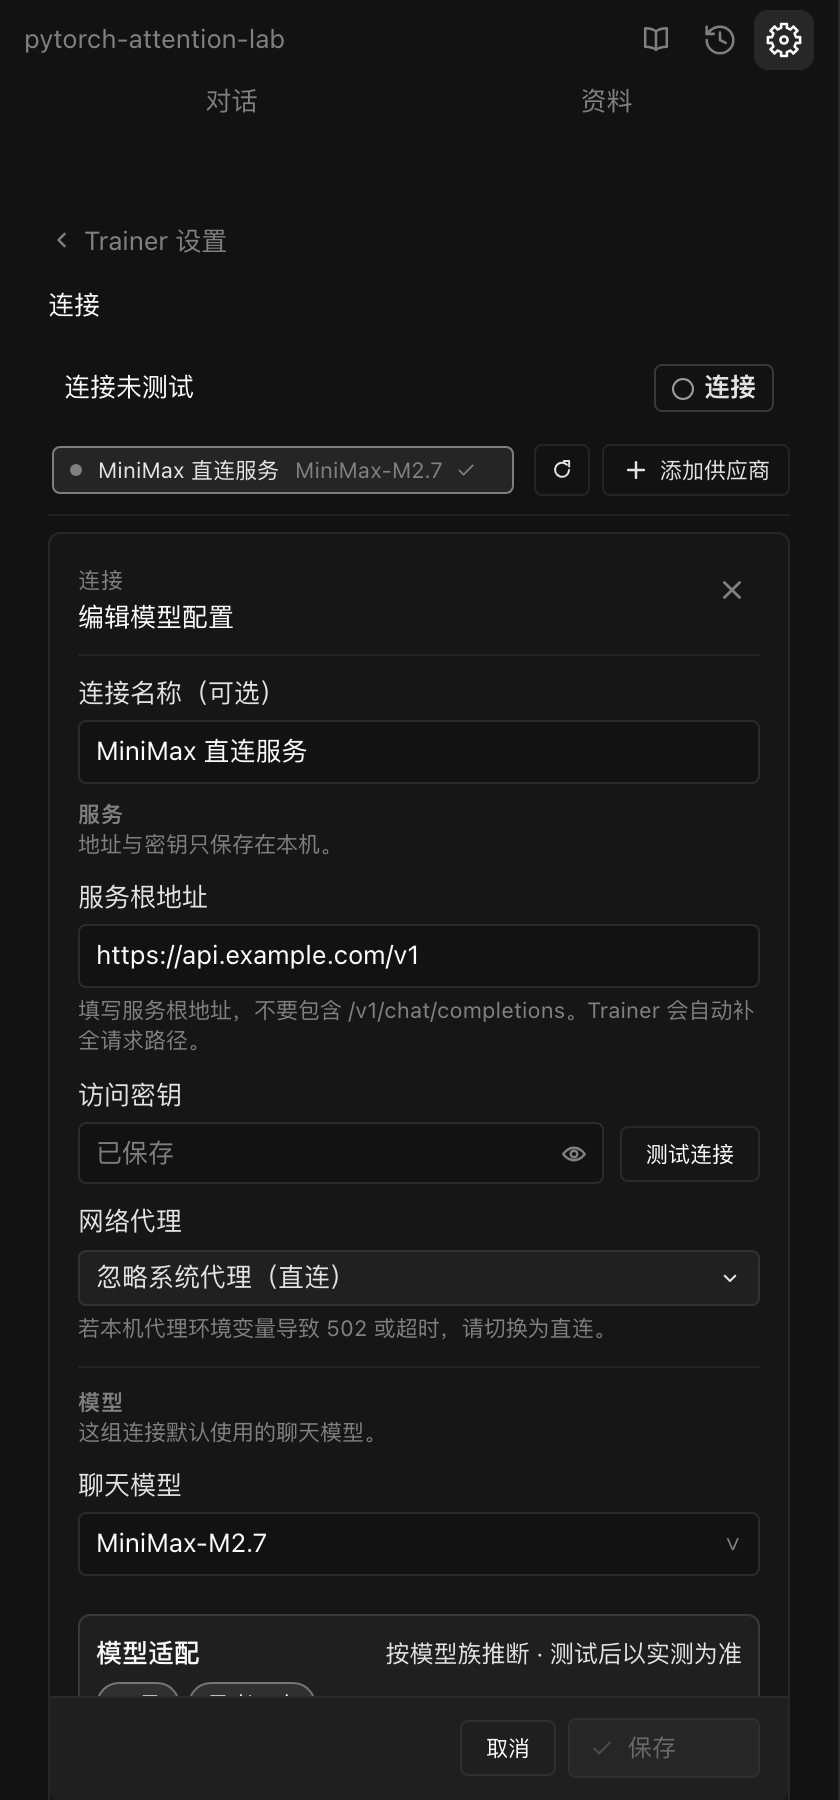 pytorch-attention-lab
对话
资料
Trainer 设置
连接
连接未测试
连接
MiniMax 直连服务 MiniMax-M2.7
添加供应商
连接
编辑模型配置
连接名称（可选）
MiniMax 直连服务
服务
地址与密钥只保存在本机。
服务根地址
https://api.example.com/v1
填写服务根地址，不要包含 /v1/chat/completions。Trainer 会自动补
全请求路径。
访问密钥
已保存
测试连接
网络代理
忽略系统代理（直连）
若本机代理环境变量导致 502 或超时，请切换为直连。
模型
这组连接默认使用的聊天模型。
聊天模型
MiniMax-M2.7
模型适配
按模型族推断 · 测试后以实测为准
取消
保存